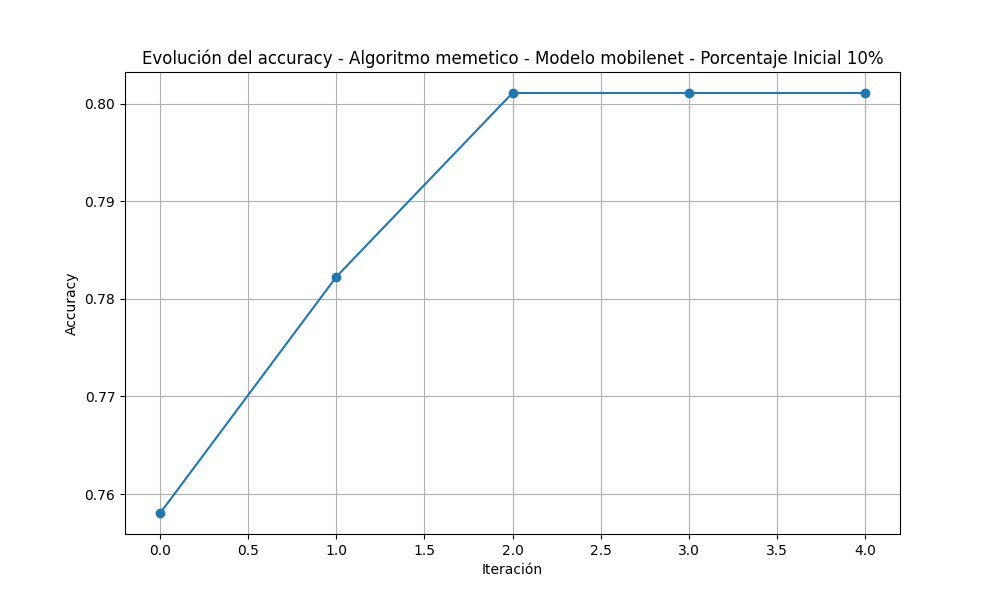 Evolución del accuracy - Algoritmo memetico - Modelo mobilenet - Porcentaje Inicial 10%
0.80
0.79
0.78
0.77
0.76
Accuracy
0.0 0.5 1.0 1.5 2.0 2.5 3.0 3.5 4.0
Iteración